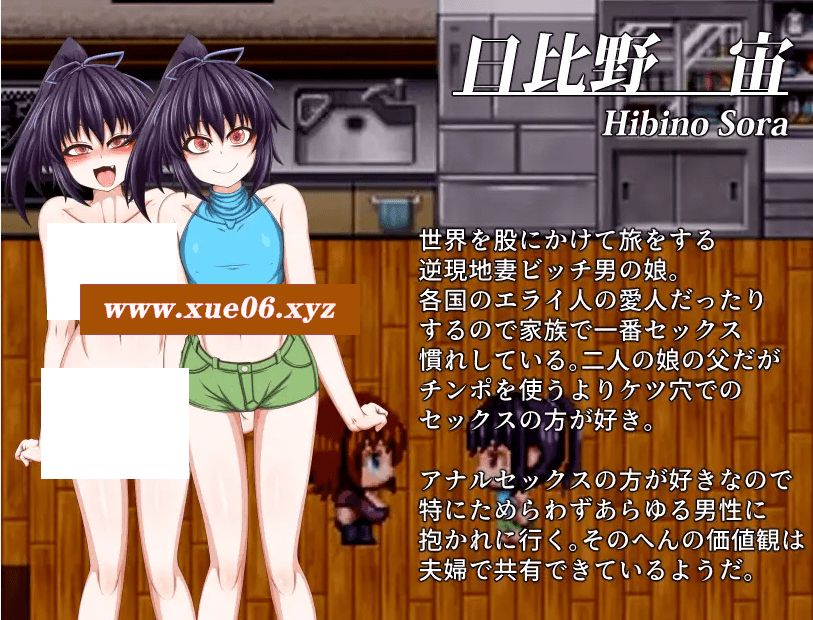 日比野 宙
Hibino Sora
世界を股にかけて旅をする
逆現地妻ビッチ男の娘。
各国のエライ人の愛人だったり
するので家族で一番セックス
慣れしている。二人の娘の父だが
チンポを使うよりケツ穴での
セックスの方が好き。
アナルセックスの方が好きなので
特にためらわずあらゆる男性に
抱かれに行く。そのへんの価値観は
夫婦で共有できているようだ。
www.xue06.xyz